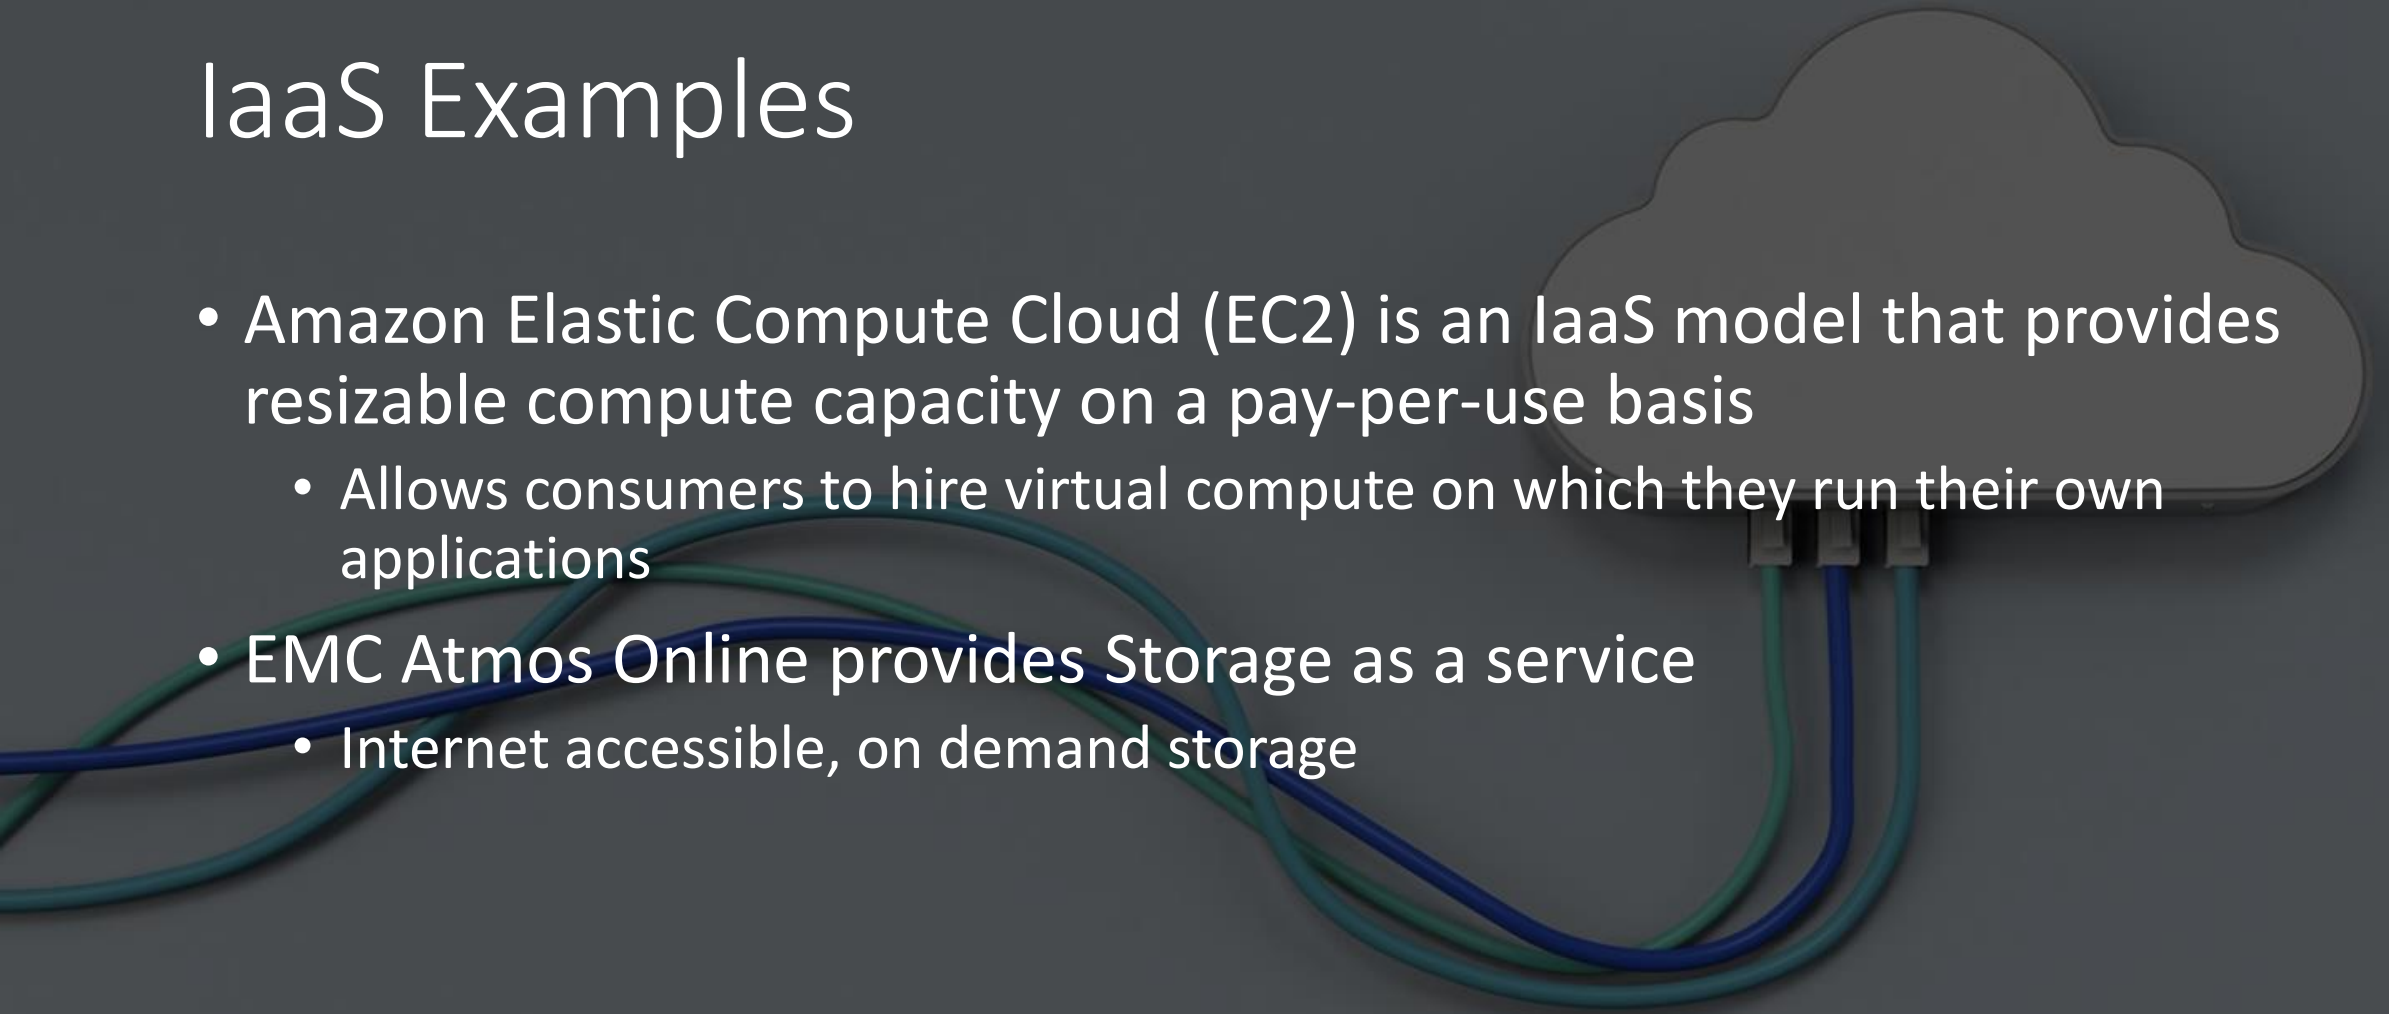 IaaS Examples
• Amazon Elastic Compute Cloud (EC2) is an IaaS model that provides
resizable compute capacity on a pay-per-use basis
• Allows consumers to hire virtual compute on which they run their own
applications
• EMC Atmos Online provides Storage as a service
• Internet accessible, on demand storage